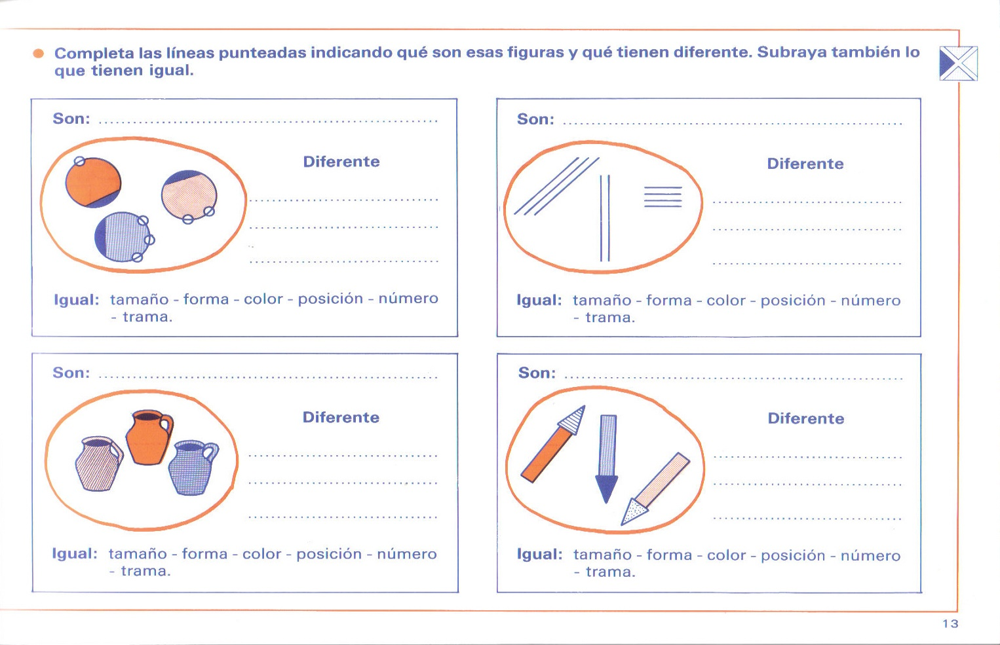 Completa las líneas punteadas indicando qué son esas figuras y qué tienen diferente. Subraya también lo
que tienen igual.
Son:
Diferente
Igual: tamaño - forma - color - posición - número
- trama.
Son:
Diferente
Igual: tamaño - forma - color - posición - número
- trama.
Son:
Diferente
Igual: tamaño - forma - color - posición - número
- trama.
Son:
Diferente
Igual: tamaño - forma - color - posición - número
- trama.
13